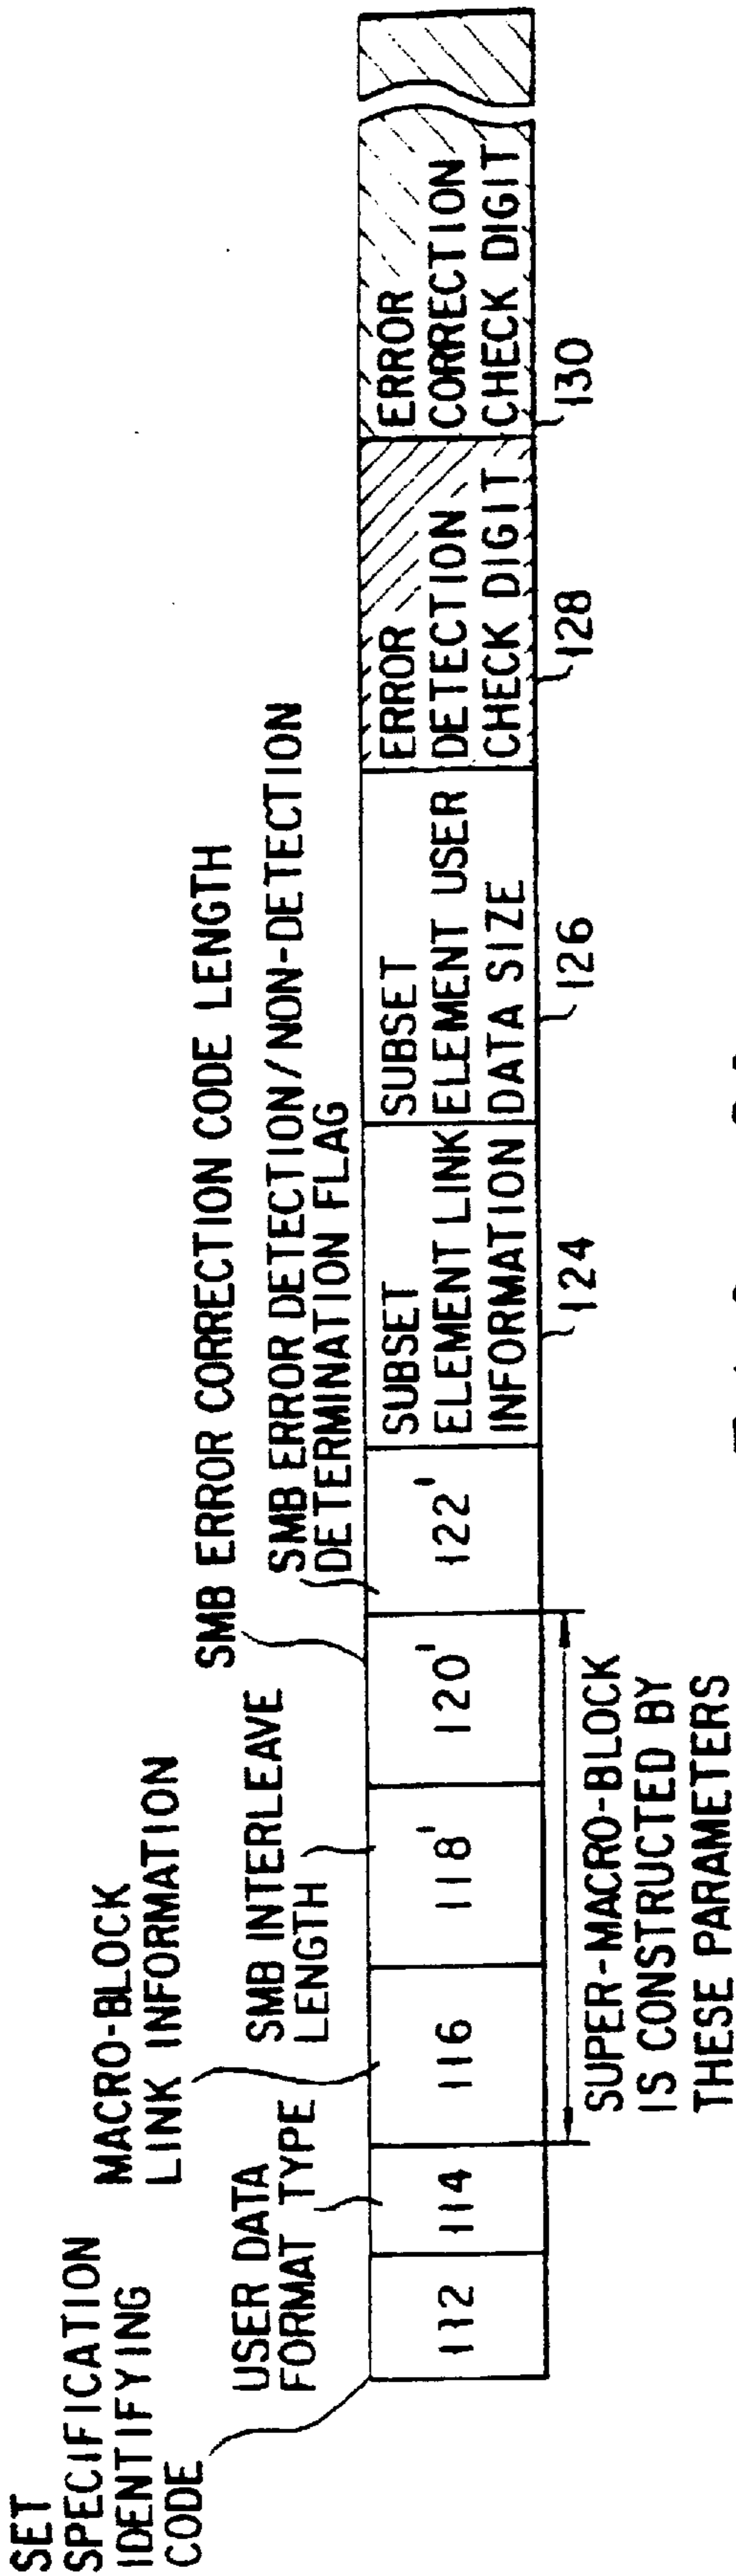 SET
SPECIFICATION
IDENTIFYING
CODE
USER DATA
FORMAT TYPE
MACRO-BLOCK
LINK INFORMATION
SMB INTERLEAVE
LENGTH
SMB ERROR CORRECTION CODE LENGTH
SMB ERROR DETECTION/NON-DETECTION
DETERMINATION FLAG
112
114
116
118'
120'
122'
SUBSET
ELEMENT LINK
INFORMATION
124
SUBSET
ELEMENT USER
DATA SIZE
126
ERROR
DETECTION
CHECK DIGIT
128
ERROR
CORRECTION
CHECK DIGIT
130
SUPER-MACRO-BLOCK
IS CONSTRUCTED BY
THESE PARAMETERS